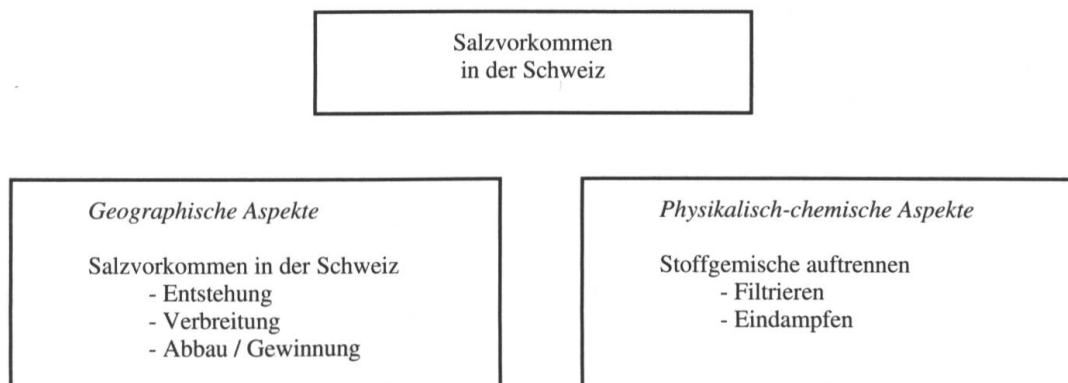 Salzvorkommen
in der Schweiz
Geographische Aspekte
Salzvorkommen in der Schweiz
- Entstehung
- Verbreitung
- Abbau / Gewinnung
Physikalisch-chemische Aspekte
Stoffgemische auftrennen
- Filtrieren
- Eindampfen